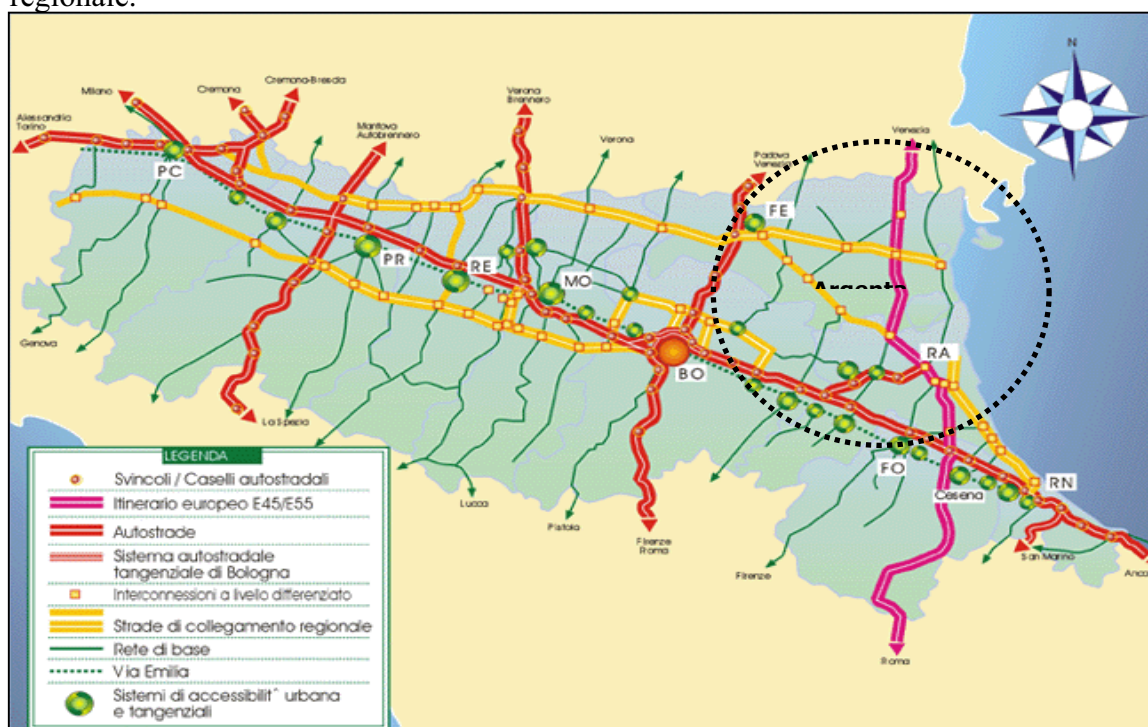 regionale.
N
Cremona-Brescia
Milano
Cremona
Verona
Brennero
Alessandria
Torino
Mantova
Autobrennero
Verona
Venezia
Padova
Venezia
PC
FE
PR
RE
MO
Argenta
Genova
BO
RA
La Spezia
FO
Cesena
RN
Lucca
Pistoia
Firenze
Roma
Firenze
San Marino
Anco
Roma
LEGENDA
Svincoli / Caselli autostradali
Itinerario europeo E45/E55
Autostrade
Sistema autostradale
tangenziale di Bologna
Interconnessioni a livello differenziato
Strade di collegamento regionale
Rete di base
Via Emilia
Sistemi di accessibilit^ urbana
e tangenziali